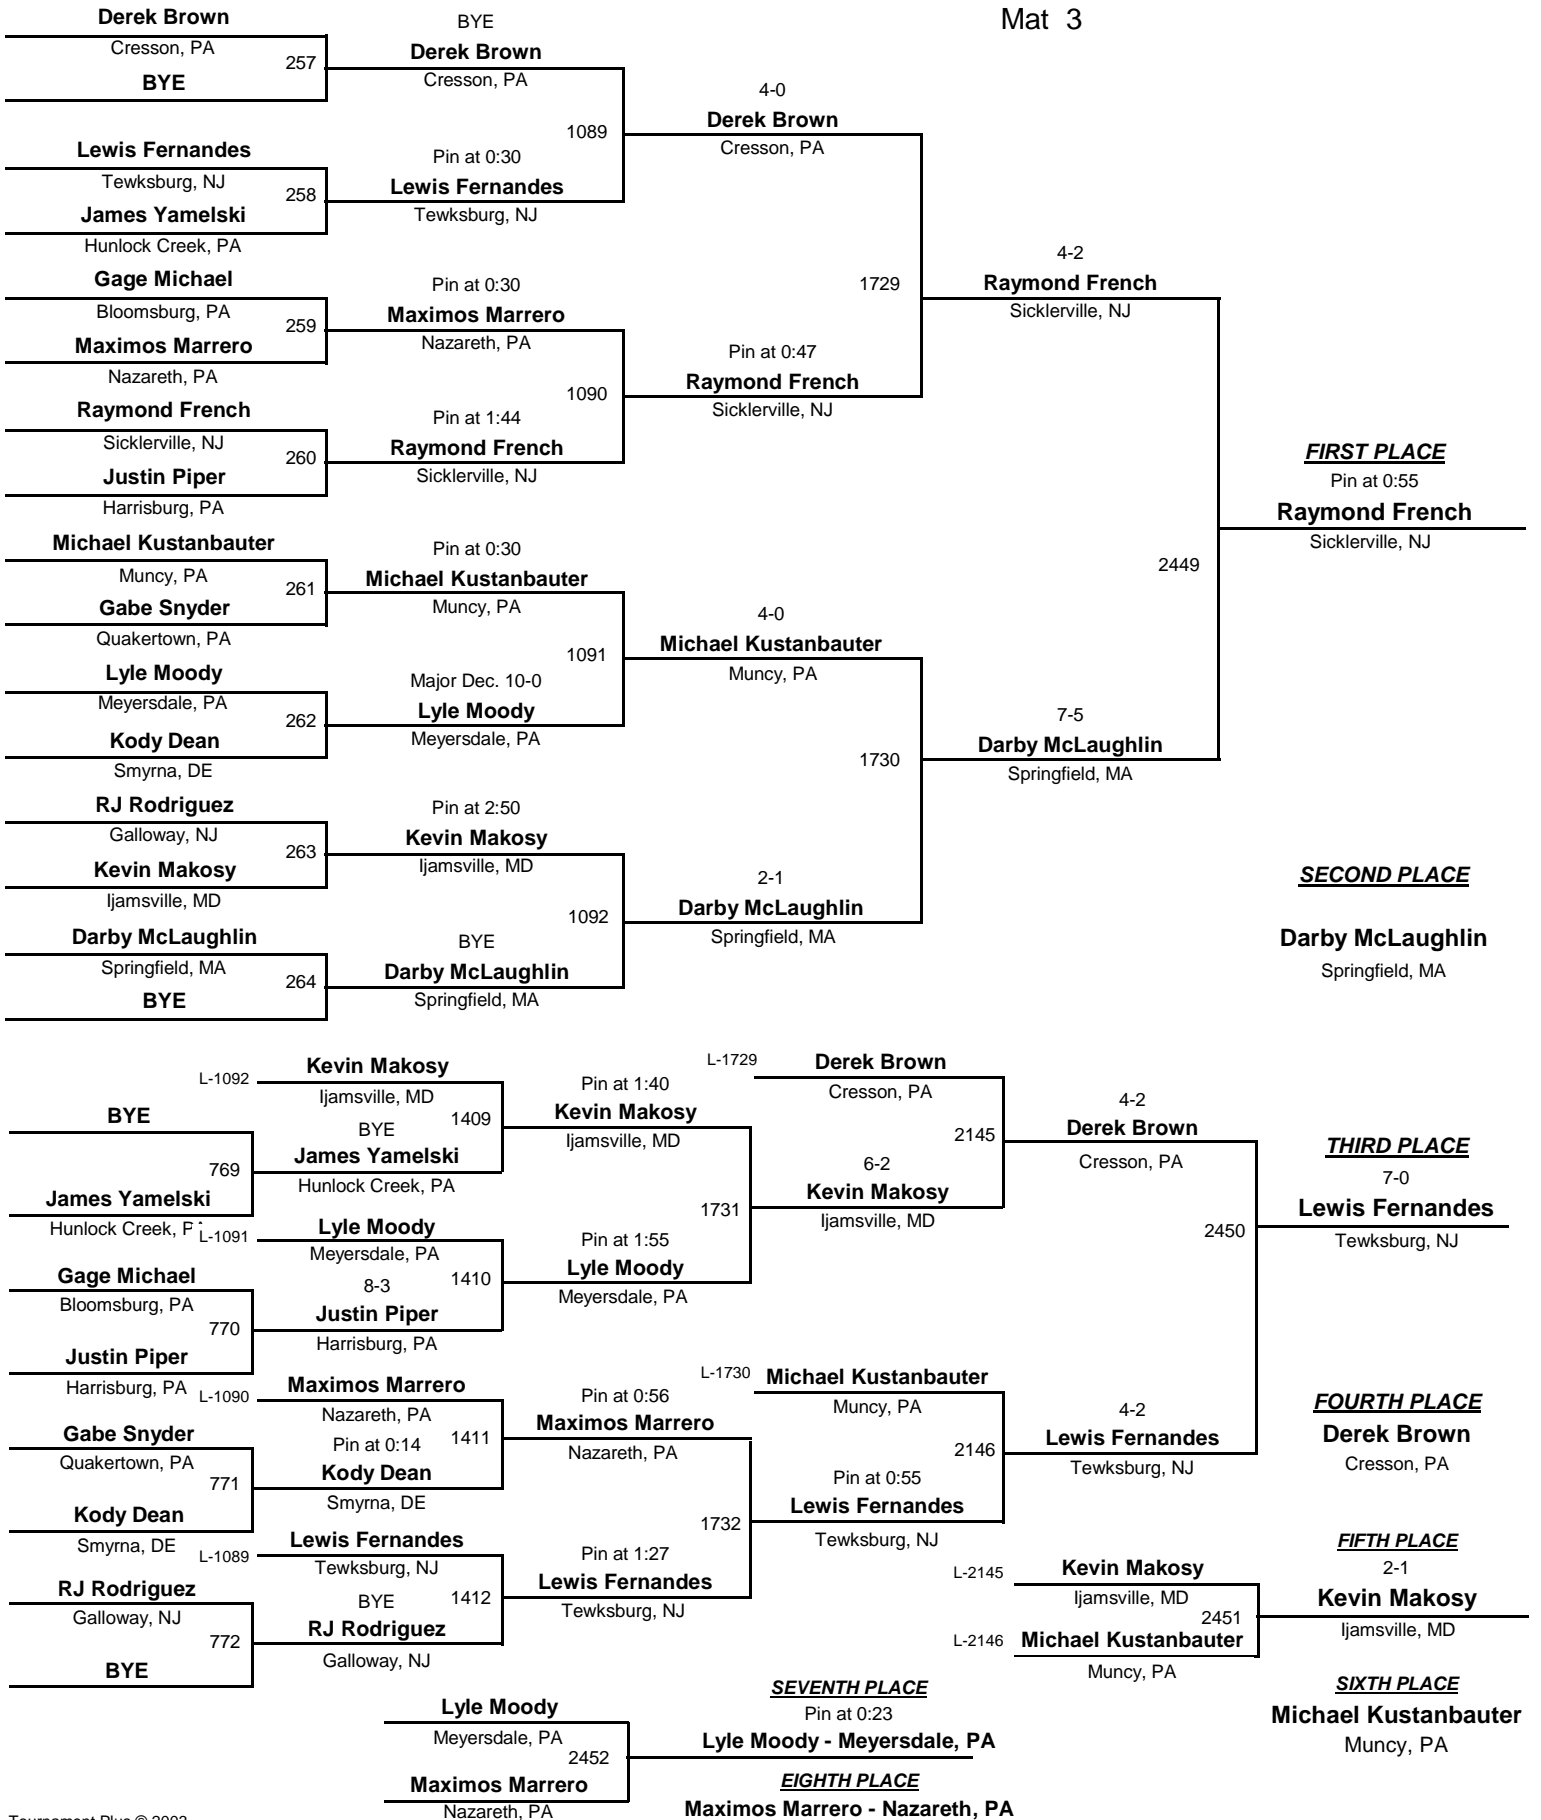 Mat 3
Derek Brown
Cresson, PA
257
BYE
Lewis Fernandes
Tewksburg, NJ
258
James Yamelski
Hunlock Creek, PA
Gage Michael
Bloomsburg, PA
259
Maximos Marrero
Nazareth, PA
Raymond French
Sicklerville, NJ
260
Justin Piper
Harrisburg, PA
Michael Kustanbauter
Muncy, PA
261
Gabe Snyder
Quakertown, PA
Lyle Moody
Meyersdale, PA
262
Kody Dean
Smyrna, DE
RJ Rodriguez
Galloway, NJ
263
Kevin Makosy
Ijamsville, MD
Darby McLaughlin
Springfield, MA
264
BYE
BYE
Derek Brown
Cresson, PA
1089
Pin at 0:30
Lewis Fernandes
Tewksburg, NJ
Pin at 0:30
Maximos Marrero
Nazareth, PA
1090
Pin at 1:44
Raymond French
Sicklerville, NJ
Pin at 0:30
Michael Kustanbauter
Muncy, PA
1091
Major Dec. 10-0
Lyle Moody
Meyersdale, PA
Pin at 2:50
Kevin Makosy
Ijamsville, MD
1092
BYE
Darby McLaughlin
Springfield, MA
4-0
Derek Brown
Cresson, PA
1729
Pin at 0:47
Raymond French
Sicklerville, NJ
4-0
Michael Kustanbauter
Muncy, PA
1730
2-1
Darby McLaughlin
Springfield, MA
4-2
Raymond French
Sicklerville, NJ
2449
7-5
Darby McLaughlin
Springfield, MA
FIRST PLACE
Pin at 0:55
Raymond French
Sicklerville, NJ
SECOND PLACE
Darby McLaughlin
Springfield, MA
BYE
769
James Yamelski
Hunlock Creek, P
Gage Michael
Bloomsburg, PA
770
Justin Piper
Harrisburg, PA
Gabe Snyder
Quakertown, PA
771
Kody Dean
Smyrna, DE
RJ Rodriguez
Galloway, NJ
772
BYE
L-1092
Kevin Makosy
Ijamsville, MD
1409
BYE
James Yamelski
Hunlock Creek, PA
L-1091
Lyle Moody
Meyersdale, PA
1410
8-3
Justin Piper
Harrisburg, PA
L-1090
Maximos Marrero
Nazareth, PA
1411
Pin at 0:14
Kody Dean
Smyrna, DE
L-1089
Lewis Fernandes
Tewksburg, NJ
1412
BYE
RJ Rodriguez
Galloway, NJ
Pin at 1:40
Kevin Makosy
Ijamsville, MD
1731
Pin at 1:55
Lyle Moody
Meyersdale, PA
Pin at 0:56
Maximos Marrero
Nazareth, PA
1732
Pin at 1:27
Lewis Fernandes
Tewksburg, NJ
L-1729
Derek Brown
Cresson, PA
2145
6-2
Kevin Makosy
Ijamsville, MD
L-1730
Michael Kustanbauter
Muncy, PA
2146
Pin at 0:55
Lewis Fernandes
Tewksburg, NJ
4-2
Derek Brown
Cresson, PA
2450
4-2
Lewis Fernandes
Tewksburg, NJ
THIRD PLACE
7-0
Lewis Fernandes
Tewksburg, NJ
FOURTH PLACE
Derek Brown
Cresson, PA
L-2145
Kevin Makosy
Ijamsville, MD
2451
L-2146
Michael Kustanbauter
Muncy, PA
FIFTH PLACE
2-1
Kevin Makosy
Ijamsville, MD
SIXTH PLACE
Michael Kustanbauter
Muncy, PA
Lyle Moody
Meyersdale, PA
2452
Maximos Marrero
Nazareth, PA
SEVENTH PLACE
Pin at 0:23
Lyle Moody - Meyersdale, PA
EIGHTH PLACE
Maximos Marrero - Nazareth, PA